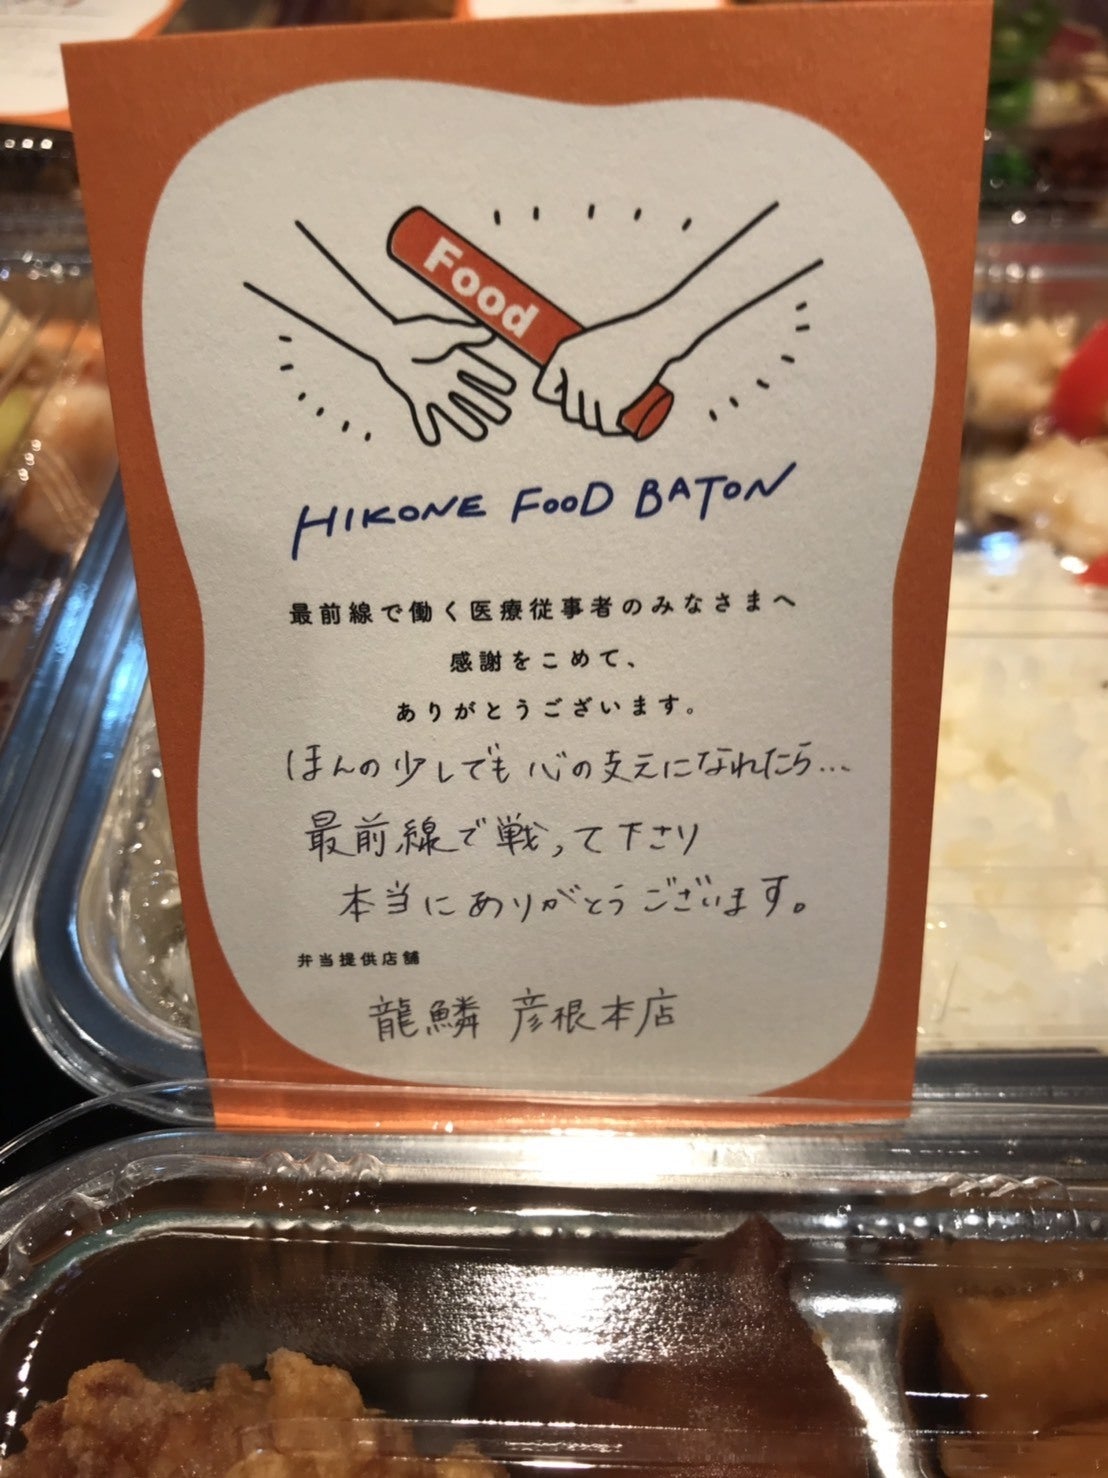 Food
HIKONE FOOD BATON
最前線で働く医療従事者のみなさまへ
感謝をこめて、
ありがとうございます。
ほんの少しでも心の支えになれたら…
最前線で戦って下さり
本当にありがとうございます。
弁当提供店舗
龍鱗 彦根本店